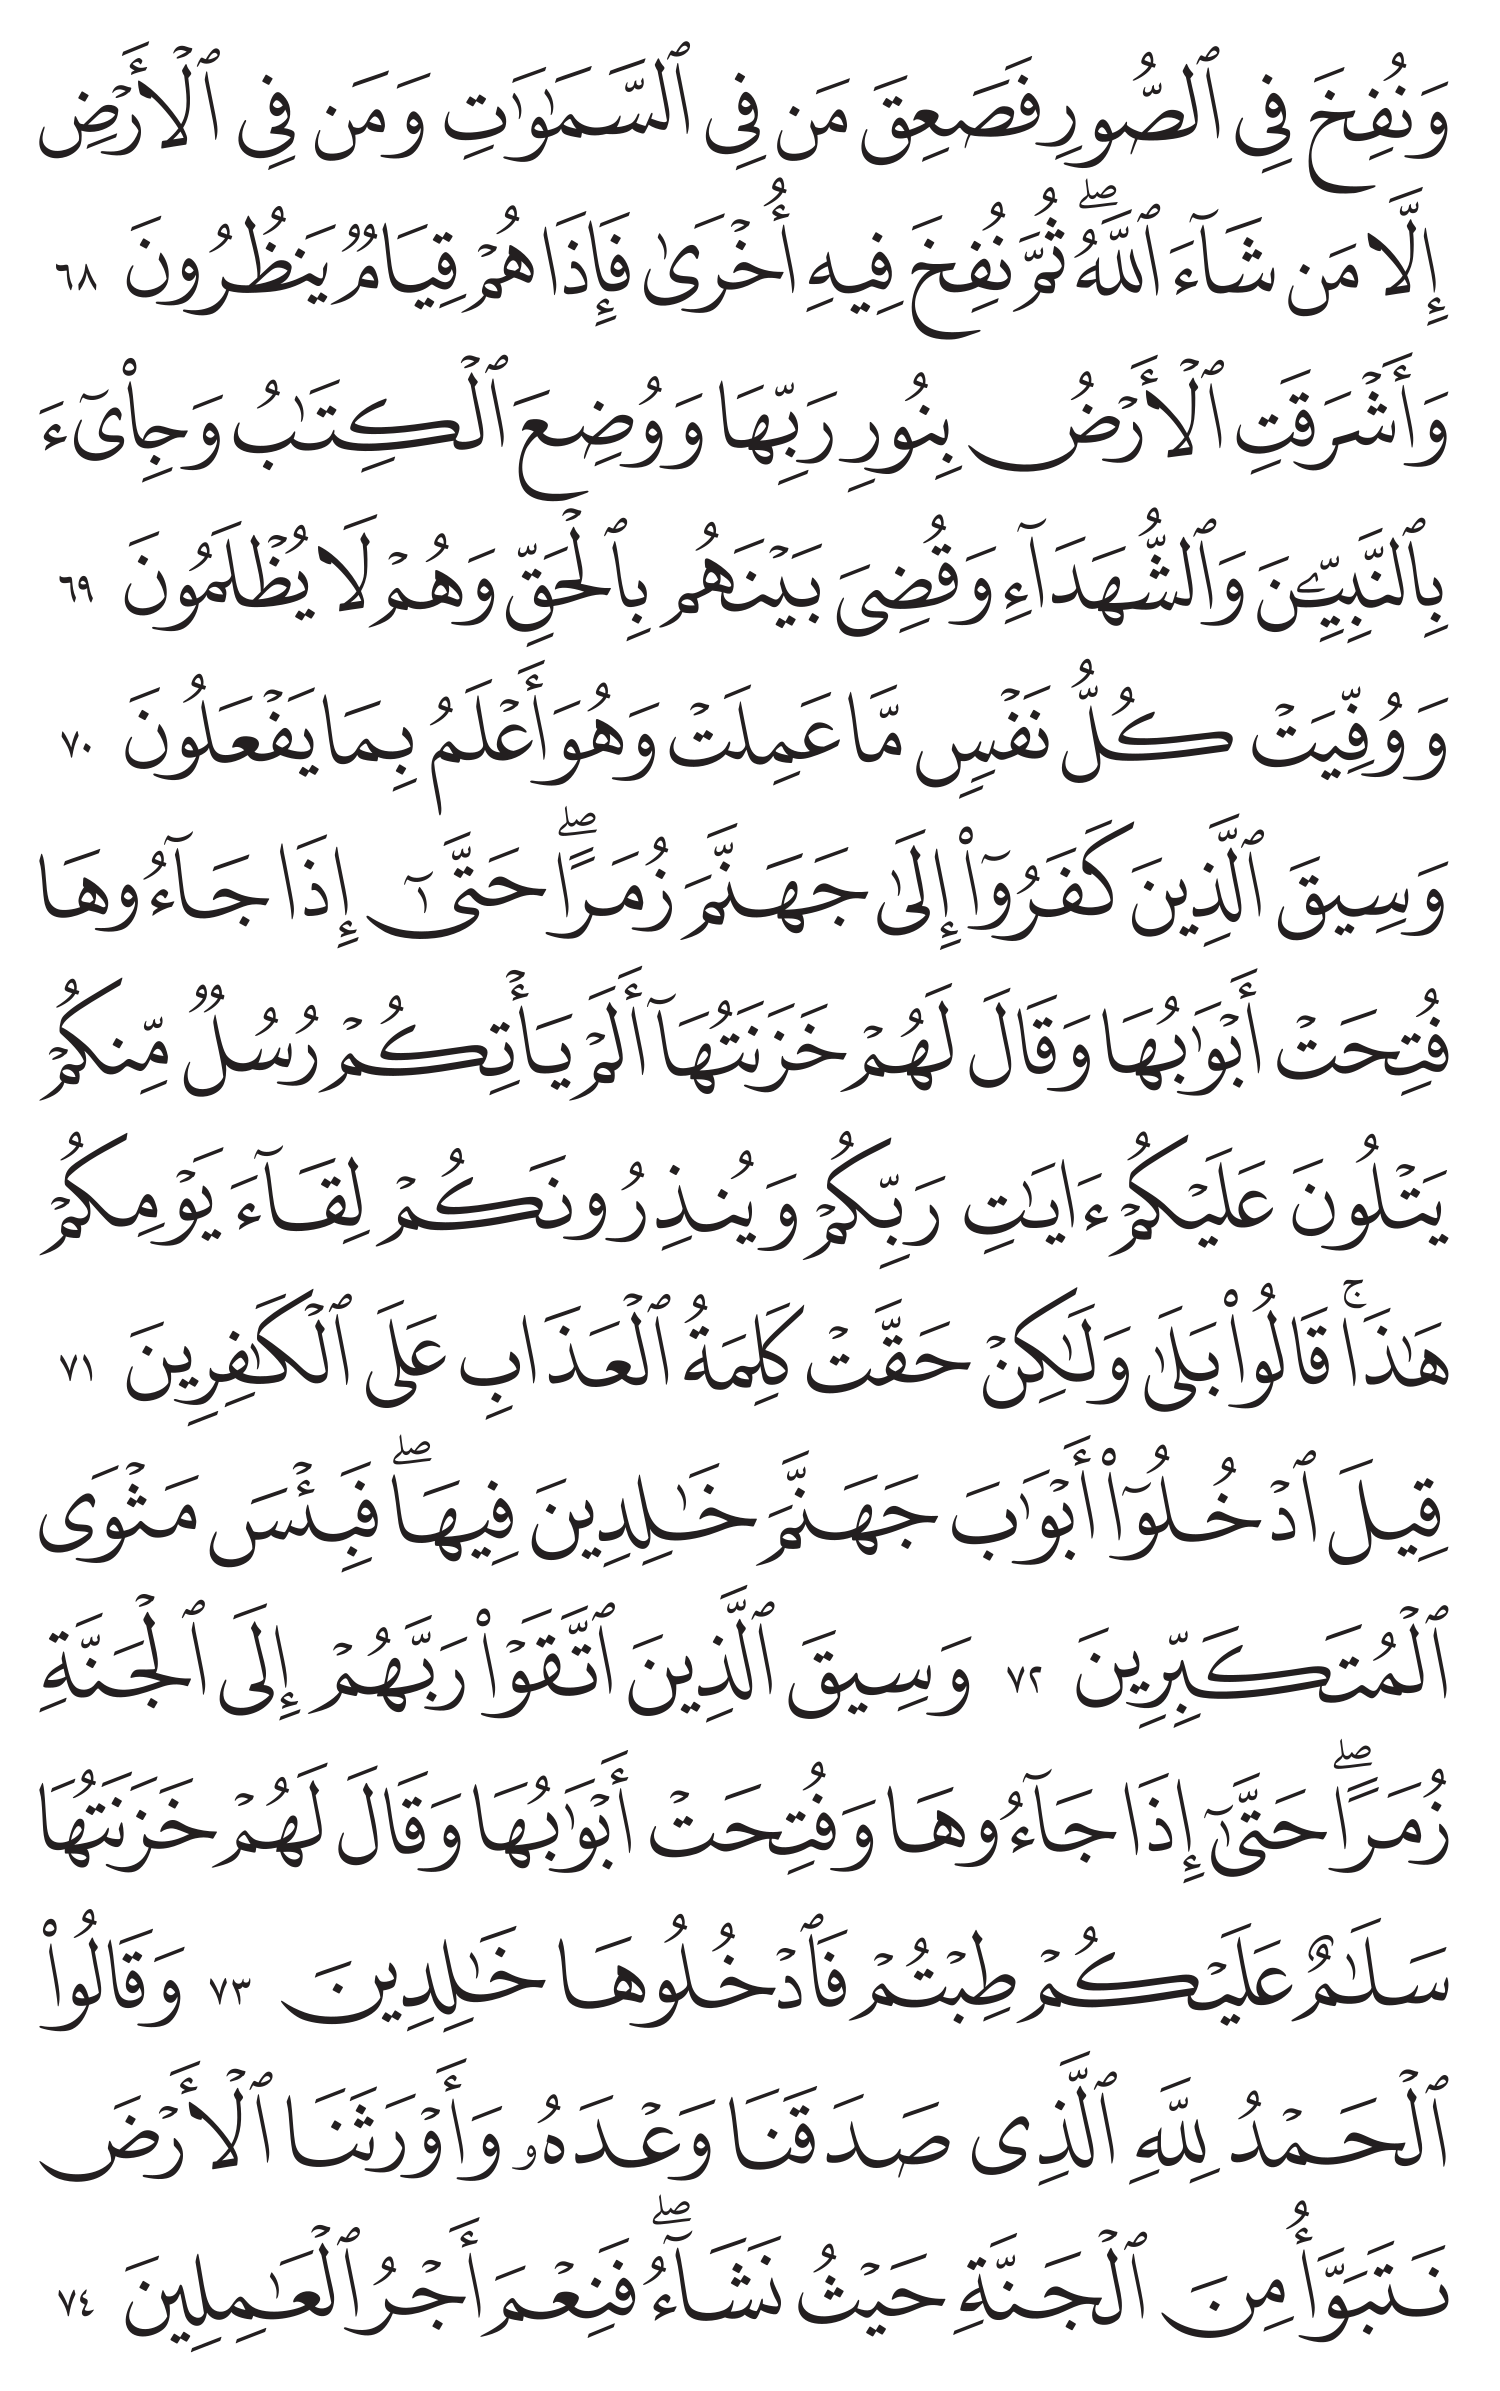 وَنُفِخَ فِى ٱلصُّورِ فَصَعِقَ مَن فِى ٱلسَّمَٰوَٰتِ وَمَن فِى ٱلْأَرْضِ
إِلَّا مَن شَآءَ ٱللَّهُ ۖ ثُمَّ نُفِخَ فِيهِ أُخْرَىٰ فَإِذَا هُمْ قِيَامٌ يَنظُرُونَ ٦٨
وَأَشْرَقَتِ ٱلْأَرْضُ بِنُورِ رَبِّهَا وَوُضِعَ ٱلْكِتَٰبُ وَجِا۟ىٓءَ
بِٱلنَّبِيِّـۧنَ وَٱلشُّهَدَآءِ وَقُضِىَ بَيْنَهُم بِٱلْحَقِّ وَهُمْ لَا يُظْلَمُونَ ٦٩
وَوُفِّيَتْ كُلُّ نَفْسٍ مَّا عَمِلَتْ وَهُوَ أَعْلَمُ بِمَا يَفْعَلُونَ ٧٠
وَسِيقَ ٱلَّذِينَ كَفَرُوٓا۟ إِلَىٰ جَهَنَّمَ زُمَرًا ۖ حَتَّىٰٓ إِذَا جَآءُوهَا
فُتِحَتْ أَبْوَٰبُهَا وَقَالَ لَهُمْ خَزَنَتُهَآ أَلَمْ يَأْتِكُمْ رُسُلٌ مِّنكُمْ
يَتْلُونَ عَلَيْكُمْ ءَايَٰتِ رَبِّكُمْ وَيُنذِرُونَكُمْ لِقَآءَ يَوْمِكُمْ
هَٰذَا ۚ قَالُوا۟ بَلَىٰ وَلَٰكِنْ حَقَّتْ كَلِمَةُ ٱلْعَذَابِ عَلَى ٱلْكَٰفِرِينَ ٧١
قِيلَ ٱدْخُلُوٓا۟ أَبْوَٰبَ جَهَنَّمَ خَٰلِدِينَ فِيهَا ۖ فَبِئْسَ مَثْوَى
ٱلْمُتَكَبِّرِينَ ٧٢ وَسِيقَ ٱلَّذِينَ ٱتَّقَوْا۟ رَبَّهُمْ إِلَى ٱلْجَنَّةِ
زُمَرًا ۖ حَتَّىٰٓ إِذَا جَآءُوهَا وَفُتِحَتْ أَبْوَٰبُهَا وَقَالَ لَهُمْ خَزَنَتُهَا
سَلَٰمٌ عَلَيْكُمْ طِبْتُمْ فَٱدْخُلُوهَا خَٰلِدِينَ ٧٣ وَقَالُوا۟
ٱلْحَمْدُ لِلَّهِ ٱلَّذِى صَدَقَنَا وَعْدَهُۥ وَأَوْرَثَنَا ٱلْأَرْضَ
نَتَبَوَّأُ مِنَ ٱلْجَنَّةِ حَيْثُ نَشَآءُ ۖ فَنِعْمَ أَجْرُ ٱلْعَٰمِلِينَ ٧٤